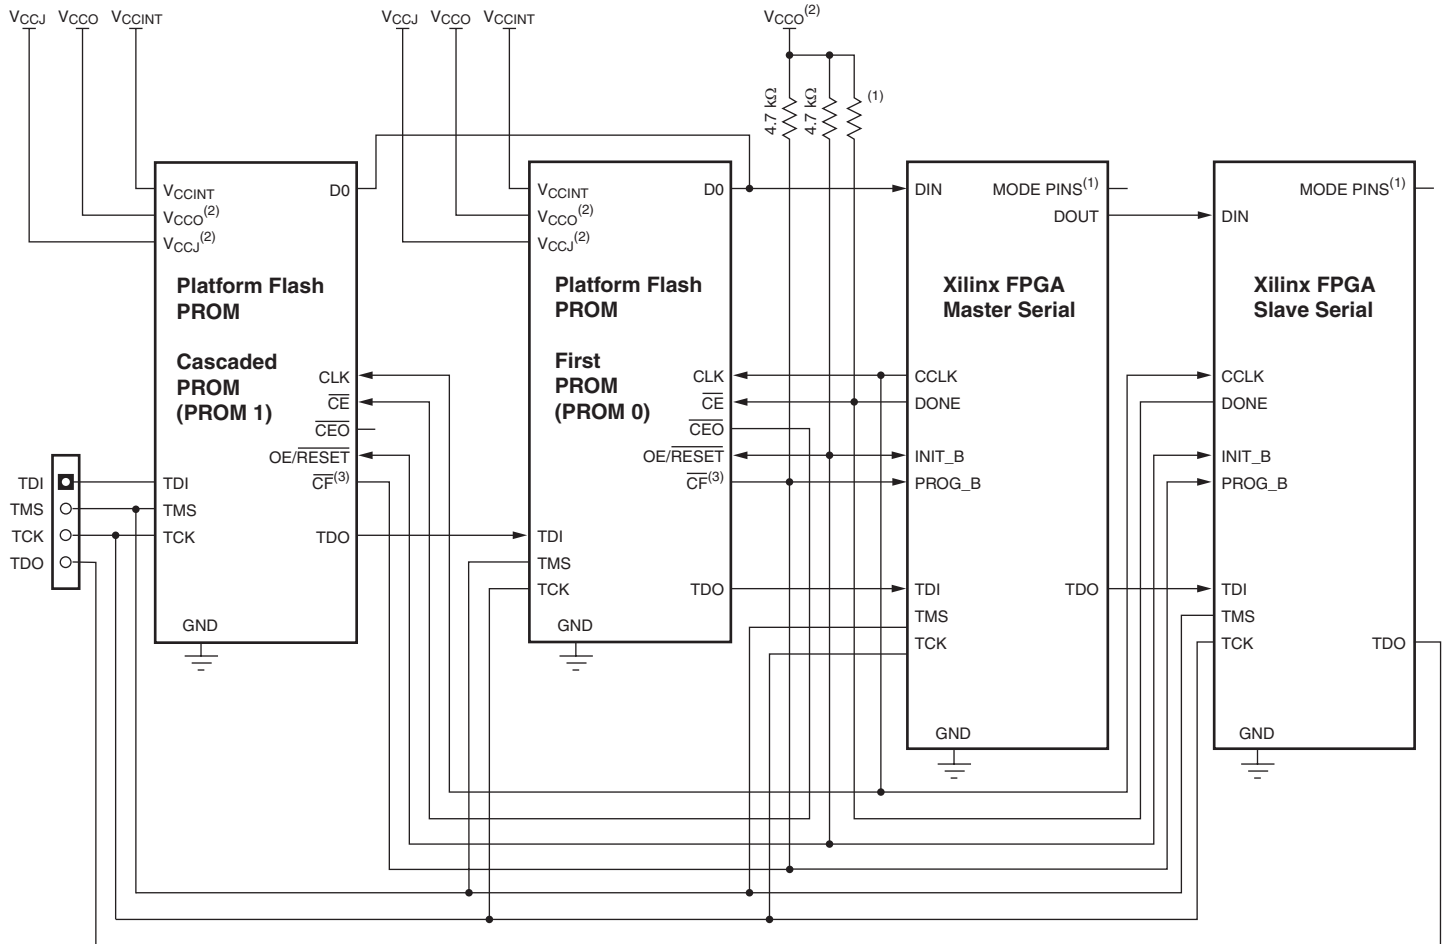 VCCJ VCCO VCCINT
VCCJ VCCO VCCINT
VCCO(2)
4.7 kΩ
4.7 kΩ
(1)
VCCINT
VCCO(2)
VCCJ(2)
D0
Platform Flash
PROM
Cascaded
PROM
(PROM 1)
CLK
CE
CEO
OE/RESET
CF(3)
TDI
TMS
TCK
TDO
GND
TDI
TMS
TCK
TDO
VCCINT
VCCO(2)
VCCJ(2)
D0
Platform Flash
PROM
First
PROM
(PROM 0)
CLK
CE
CEO
OE/RESET
CF(3)
TDI
TMS
TCK
TDO
GND
DIN
MODE PINS(1)
DOUT
Xilinx FPGA
Master Serial
CCLK
DONE
INIT_B
PROG_B
TDI
TDO
TMS
TCK
GND
MODE PINS(1)
DIN
Xilinx FPGA
Slave Serial
CCLK
DONE
INIT_B
PROG_B
TDI
TMS
TCK
TDO
GND